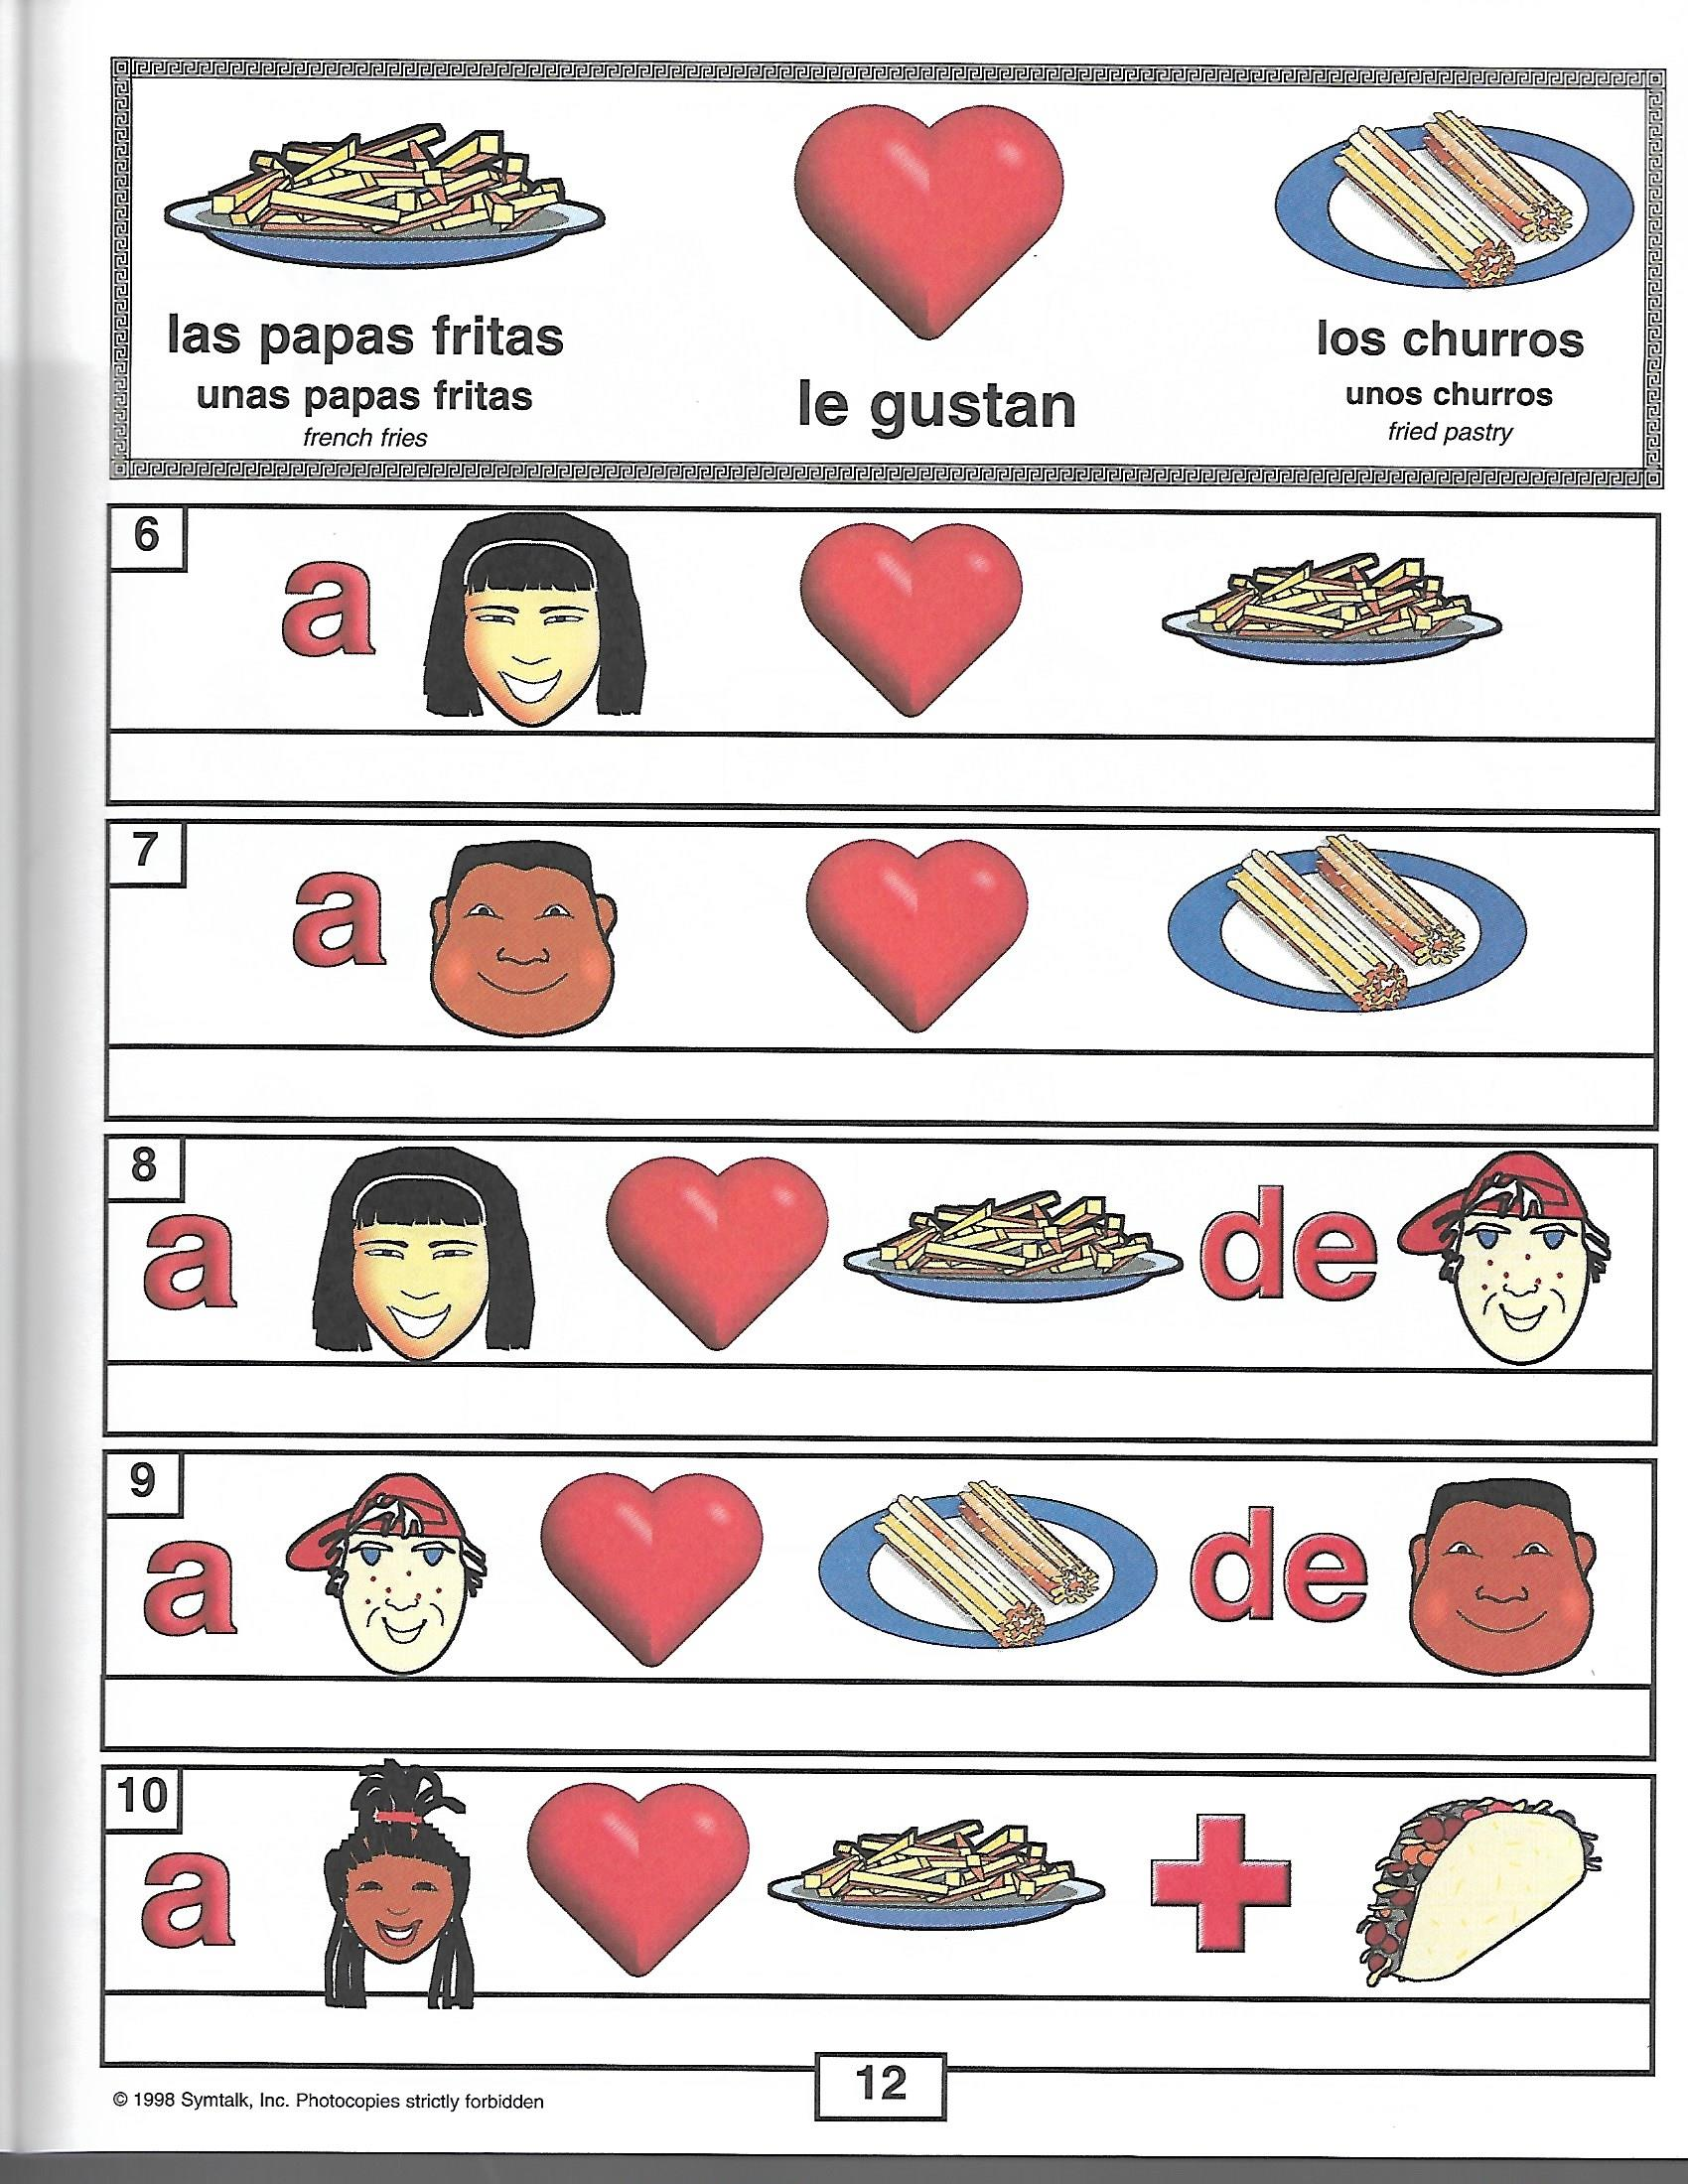 las papas fritas
unas papas fritas
french fries
le gustan
los churros
unos churros
fried pastry
6
a
7
a
8
a
de
9
a
de
10
a
+
12
© 1998 Symtalk, Inc. Photocopies strictly forbidden